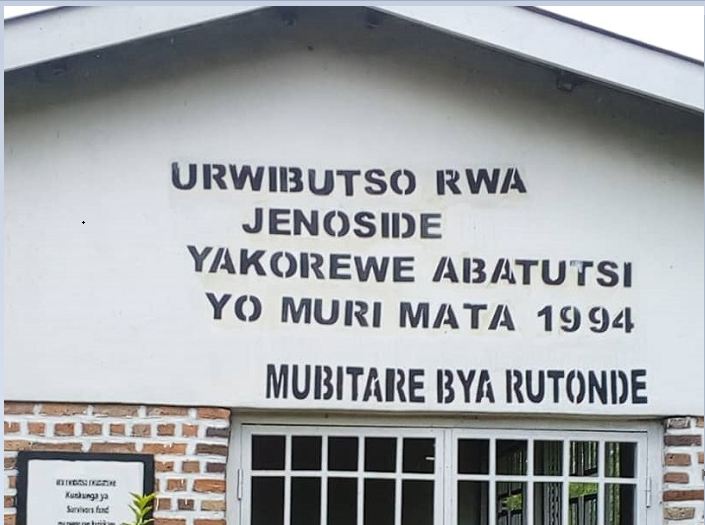 URWIBUTSO RWA
JENOSIDE
YAKOREWE ABATUTSI
YO MURI MATA 1994
MUBITARE BYA RUTONDE
Kunkunga ya
Survivors fund